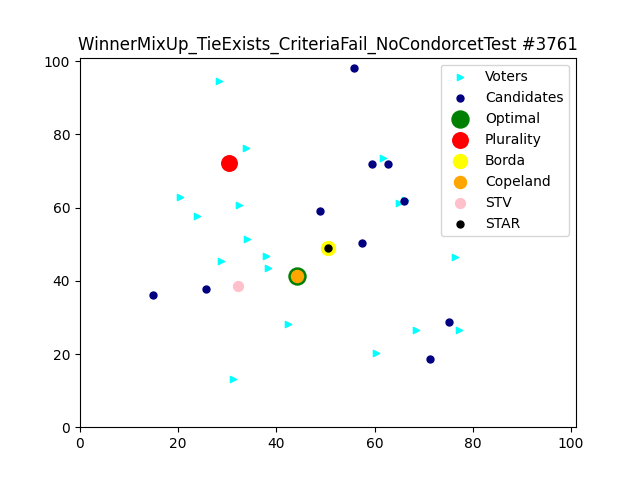 WinnerMixUp_TieExists_CriteriaFail_NoCondorcetTest #3761
100
80
60
40
20
0
0 20 40 60 80 100
Voters
Candidates
Optimal
Plurality
Borda
Copeland
STV
STAR